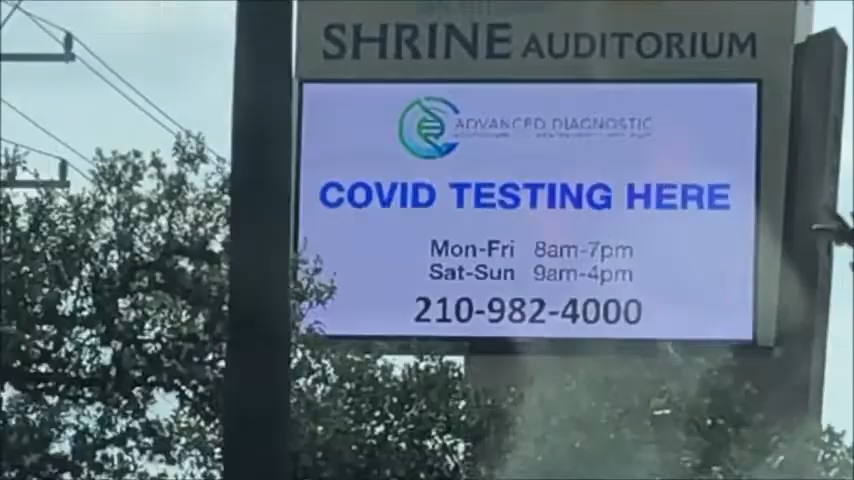 SHRINE AUDITORIUM
ADVANCED DIAGNOSTIC
COVID TESTING HERE
Mon-Fri 8am-7pm
Sat-Sun 9am-4pm
210-982-4000